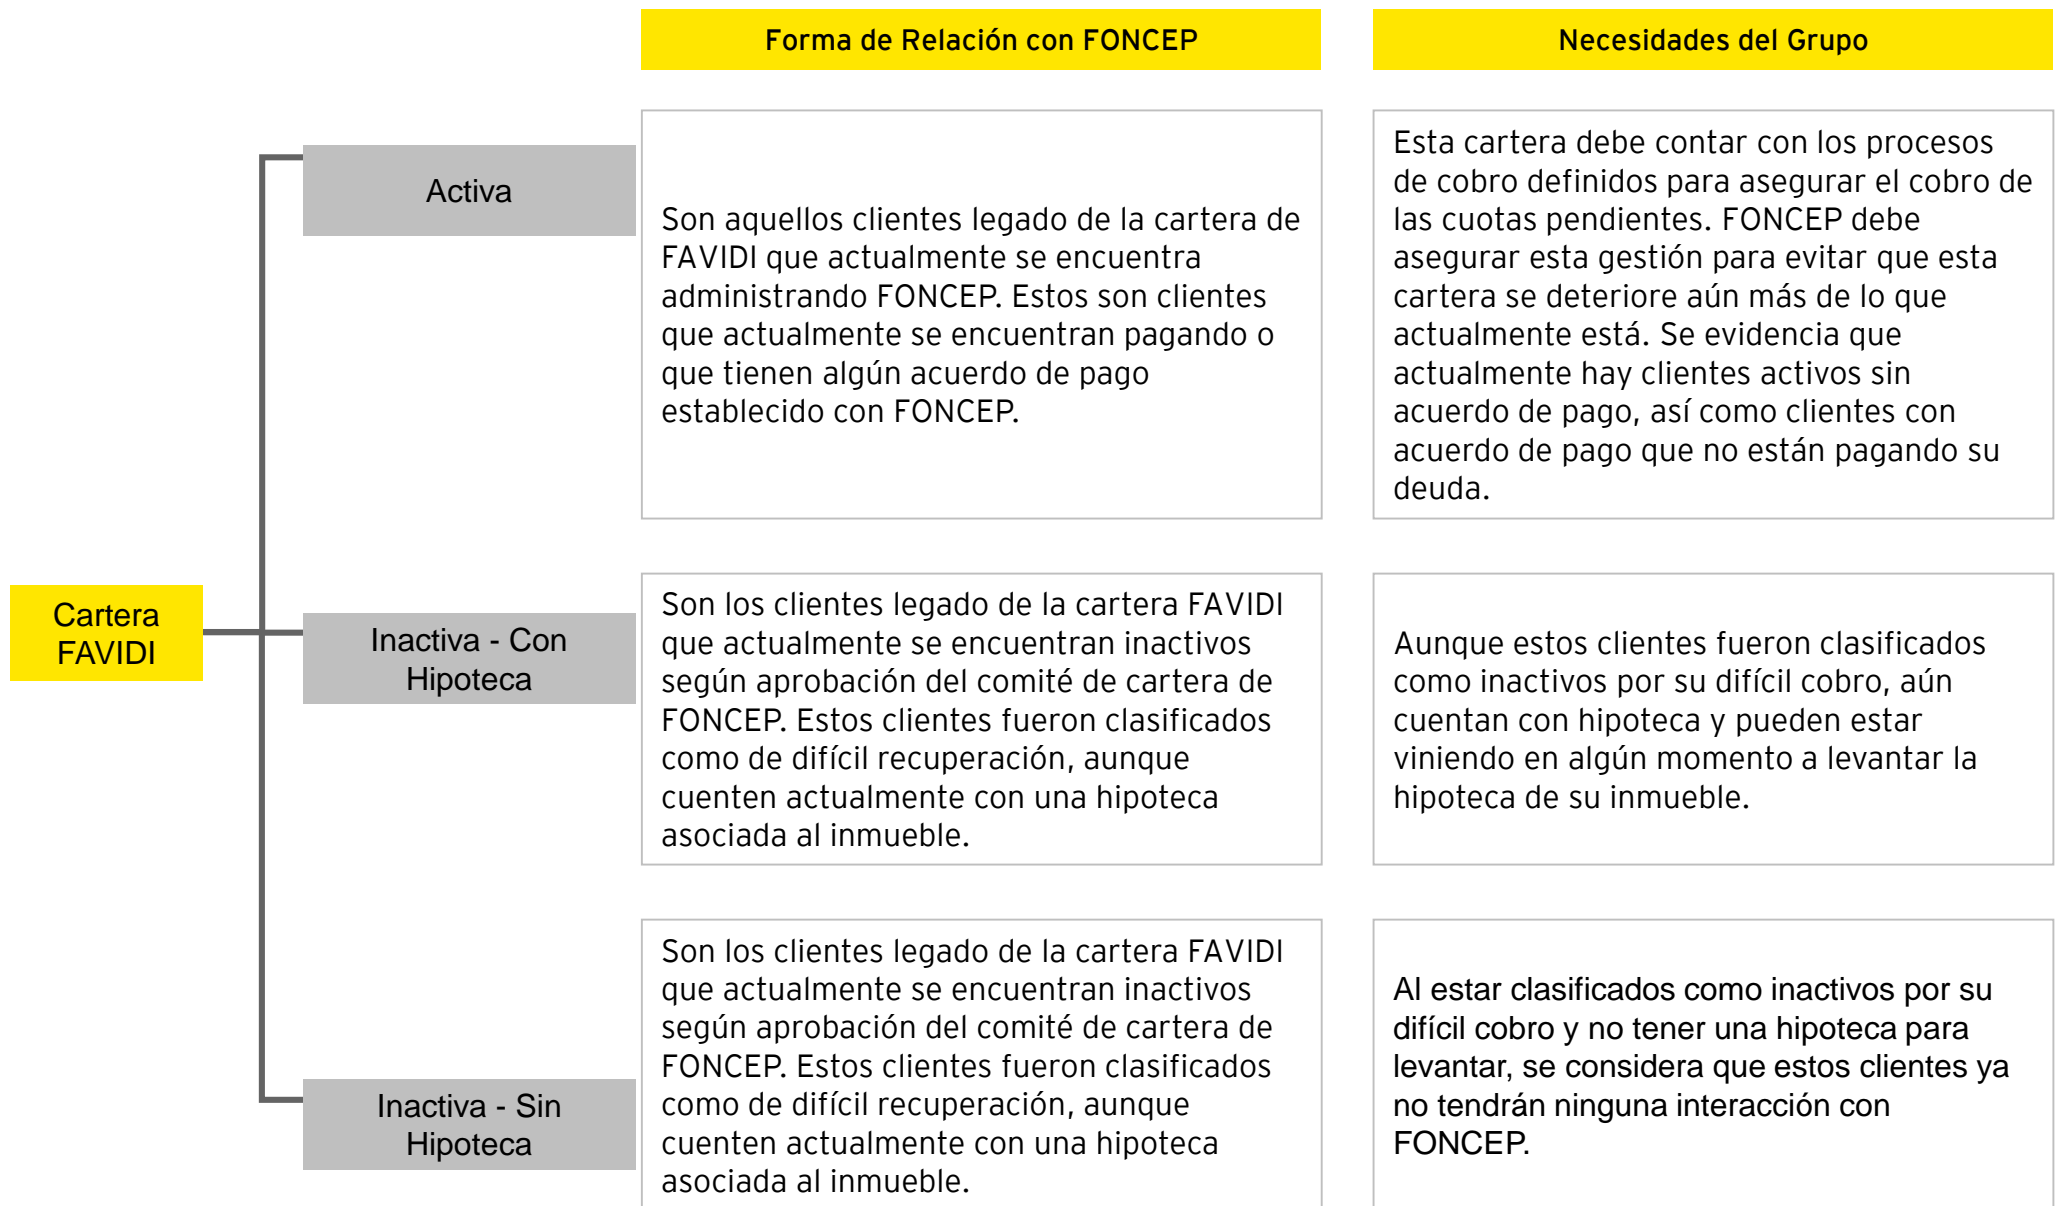 Forma de Relación con FONCEP
Necesidades del Grupo
Cartera
FAVIDI
Activa
Son aquellos clientes legado de la cartera de
FAVIDI que actualmente se encuentra
administrando FONCEP. Estos son clientes
que actualmente se encuentran pagando o
que tienen algún acuerdo de pago
establecido con FONCEP.
Esta cartera debe contar con los procesos
de cobro definidos para asegurar el cobro de
las cuotas pendientes. FONCEP debe
asegurar esta gestión para evitar que esta
cartera se deteriore aún más de lo que
actualmente está. Se evidencia que
actualmente hay clientes activos sin
acuerdo de pago, así como clientes con
acuerdo de pago que no están pagando su
deuda.
Inactiva - Con
Hipoteca
Son los clientes legado de la cartera FAVIDI
que actualmente se encuentran inactivos
según aprobación del comité de cartera de
FONCEP. Estos clientes fueron clasificados
como de difícil recuperación, aunque
cuenten actualmente con una hipoteca
asociada al inmueble.
Aunque estos clientes fueron clasificados
como inactivos por su difícil cobro, aún
cuentan con hipoteca y pueden estar
viniendo en algún momento a levantar la
hipoteca de su inmueble.
Inactiva - Sin
Hipoteca
Son los clientes legado de la cartera FAVIDI
que actualmente se encuentran inactivos
según aprobación del comité de cartera de
FONCEP. Estos clientes fueron clasificados
como de difícil recuperación, aunque
cuenten actualmente con una hipoteca
asociada al inmueble.
Al estar clasificados como inactivos por su
difícil cobro y no tener una hipoteca para
levantar, se considera que estos clientes ya
no tendrán ninguna interacción con
FONCEP.